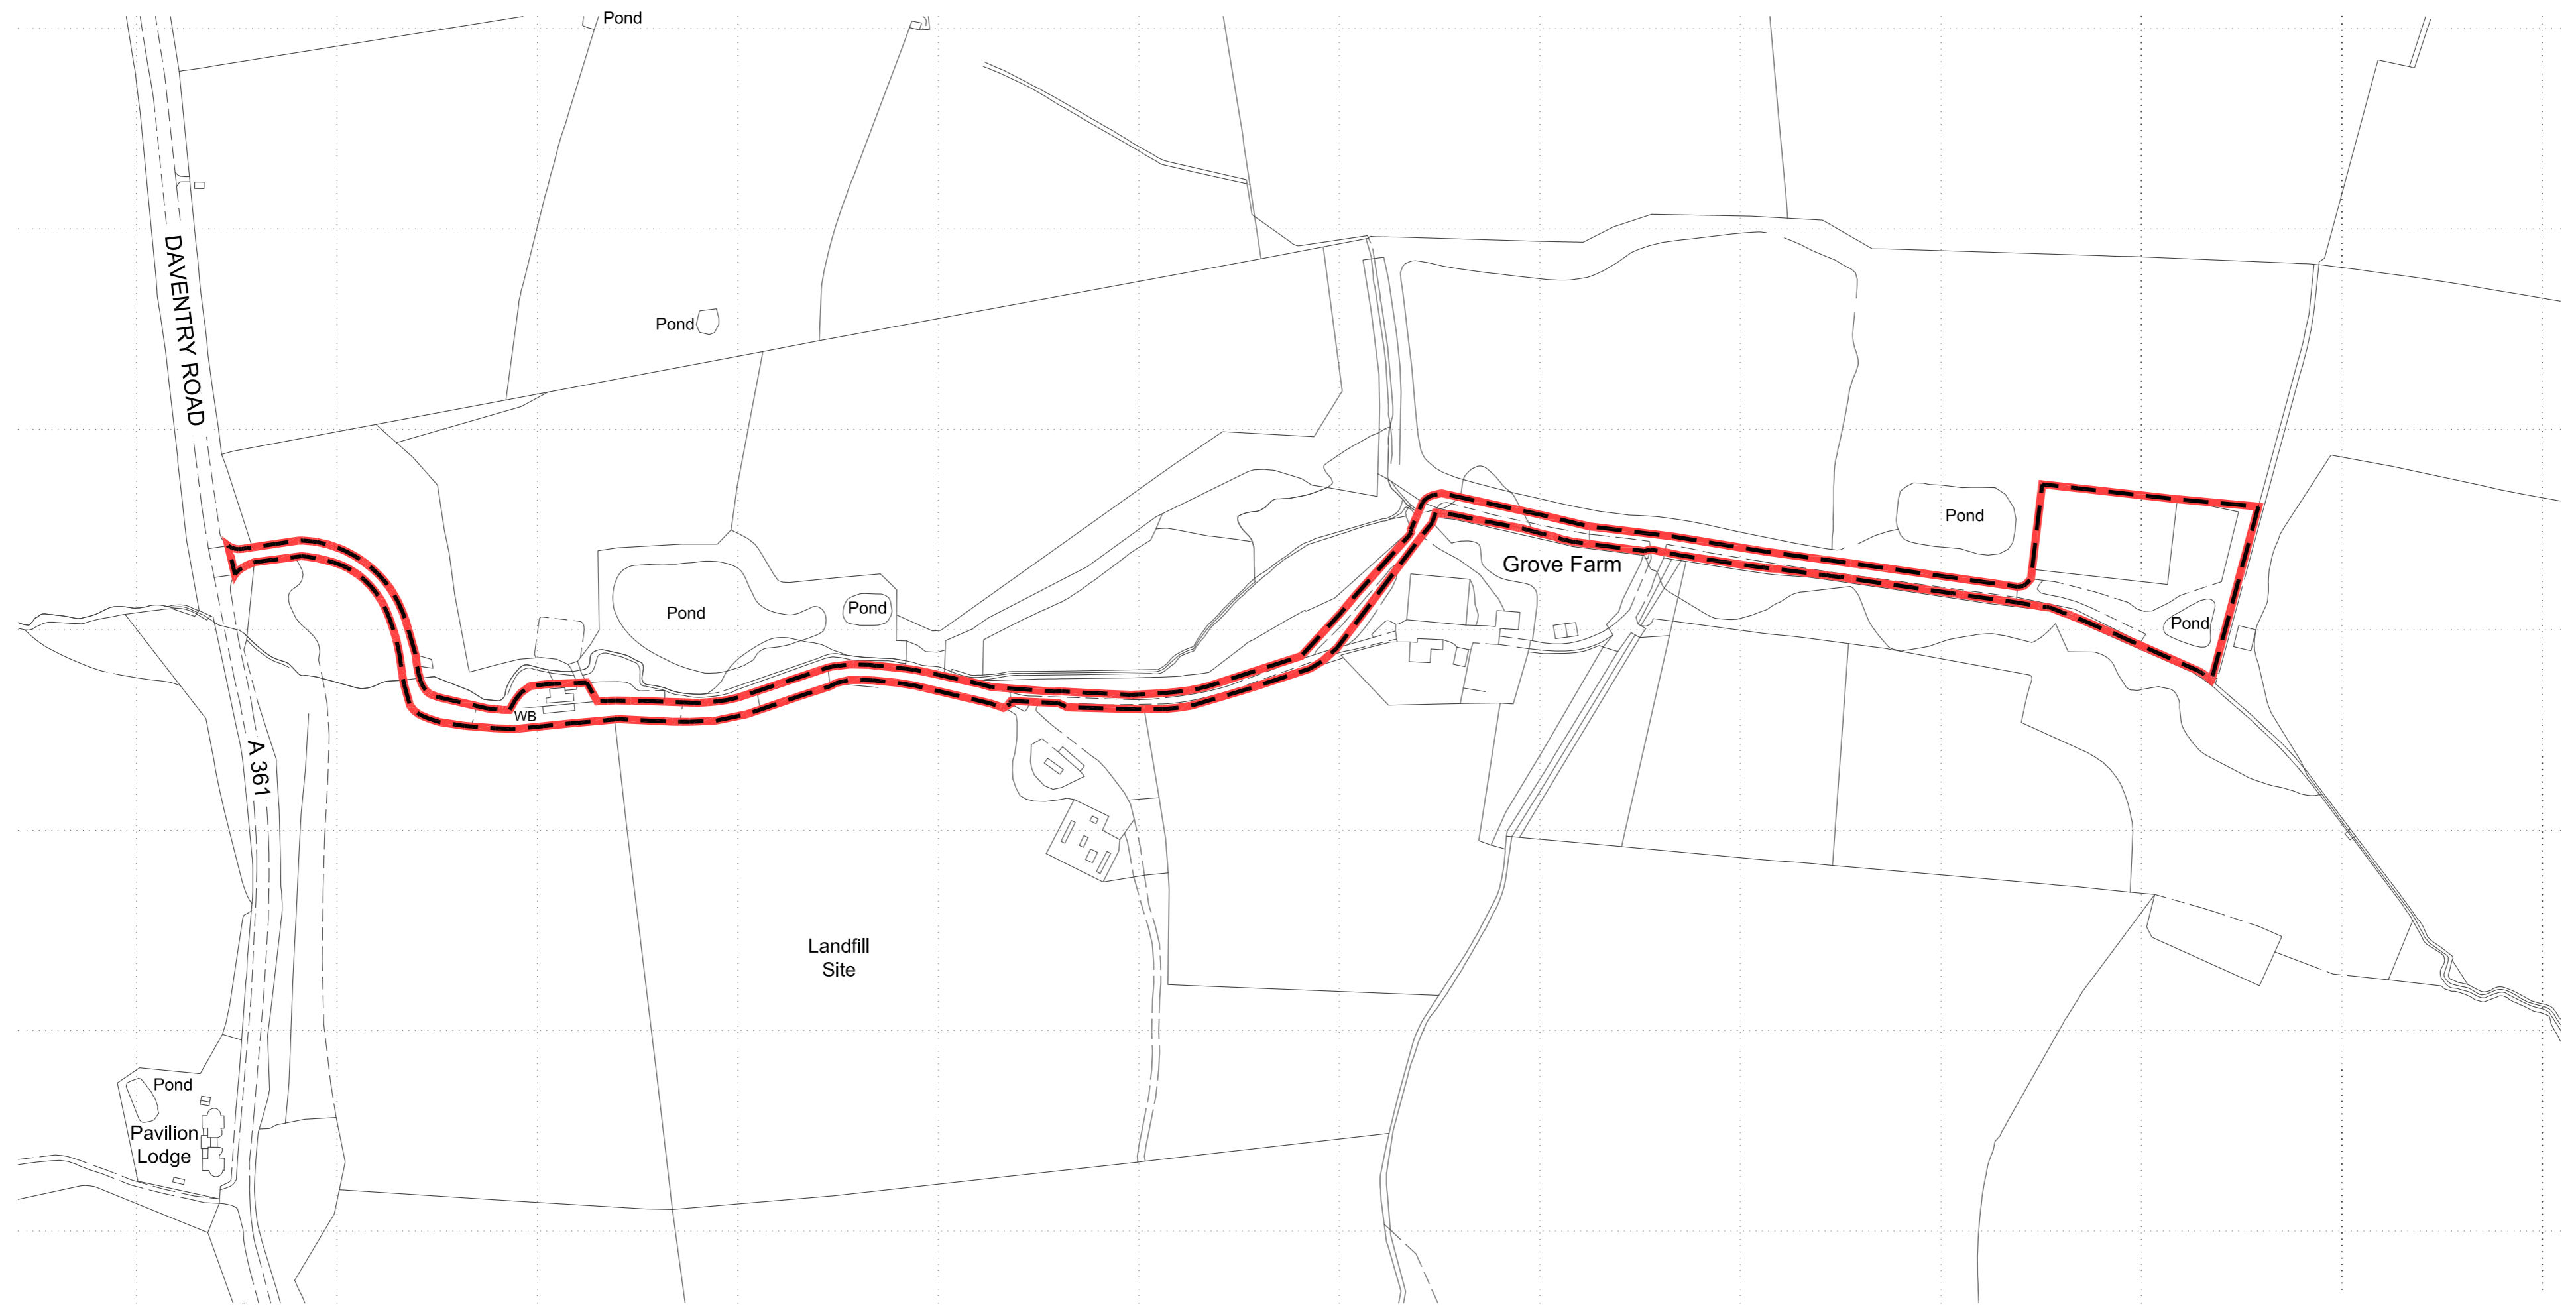 Pond
DAVENTRY ROAD
Pond
Pond
Grove Farm
Pond
Pond
Pond
WB
A 361
Landfill
Site
Pond
Pavilion
Lodge